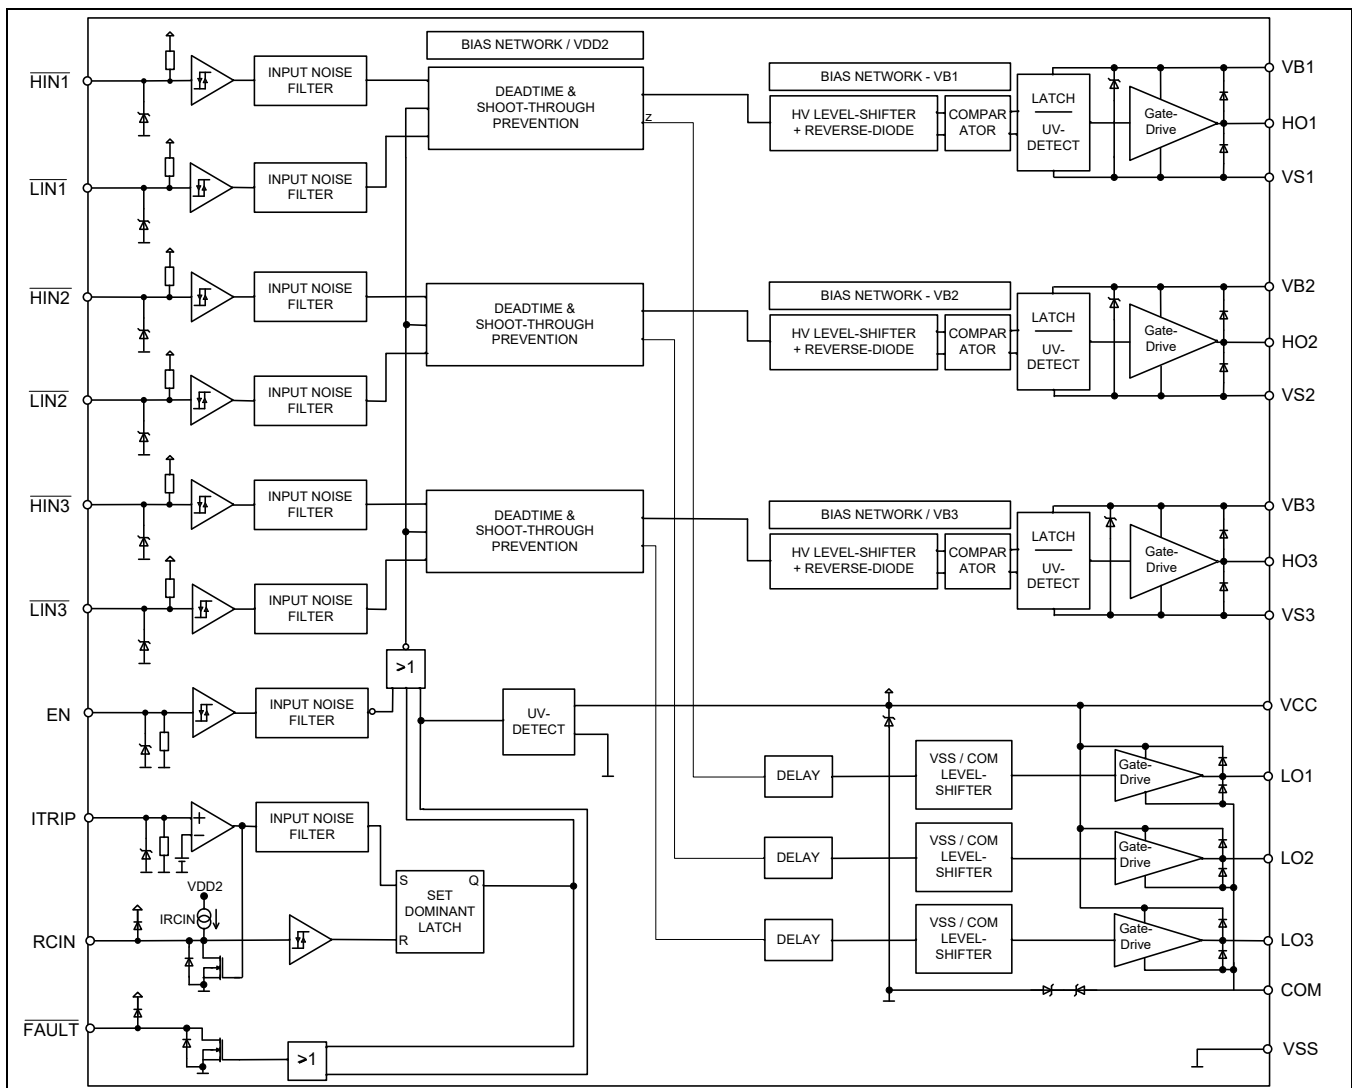 BIAS NETWORK / VDD2
HIN1
INPUT NOISE
FILTER
DEADTIME &
SHOOT-THROUGH
PREVENTION
Z
BIAS NETWORK - VB1
HV LEVEL-SHIFTER
+ REVERSE-DIODE
COMPAR
ATOR
LATCH
UV-
DETECT
Gate-
Drive
VB1
HO1
VS1
LIN1
INPUT NOISE
FILTER
HIN2
INPUT NOISE
FILTER
DEADTIME &
SHOOT-THROUGH
PREVENTION
BIAS NETWORK - VB2
HV LEVEL-SHIFTER
+ REVERSE-DIODE
COMPAR
ATOR
LATCH
UV-
DETECT
Gate-
Drive
VB2
HO2
VS2
LIN2
INPUT NOISE
FILTER
HIN3
INPUT NOISE
FILTER
DEADTIME &
SHOOT-THROUGH
PREVENTION
BIAS NETWORK / VB3
HV LEVEL-SHIFTER
+ REVERSE-DIODE
COMPAR
ATOR
LATCH
UV-
DETECT
Gate-
Drive
VB3
HO3
VS3
LIN3
INPUT NOISE
FILTER
>1
EN
INPUT NOISE
FILTER
UV-
DETECT
VCC
DELAY
VSS / COM
LEVEL-
SHIFTER
Gate-
Drive
LO1
ITRIP
+
−
INPUT NOISE
FILTER
DELAY
VSS / COM
LEVEL-
SHIFTER
Gate-
Drive
LO2
VDD2
IRCIN
S
Q
SET
DOMINANT
LATCH
R
RCIN
DELAY
VSS / COM
LEVEL-
SHIFTER
Gate-
Drive
LO3
COM
FAULT
>1
VSS